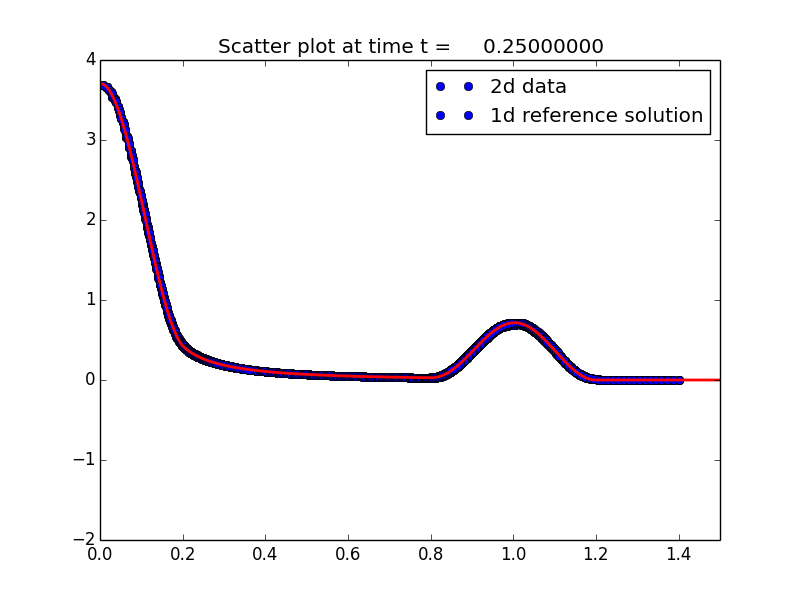 Scatter plot at time t =     0.25000000
4
2d data
1d reference solution
3
2
1
0
−1
−2
0.0 0.2 0.4 0.6 0.8 1.0 1.2 1.4